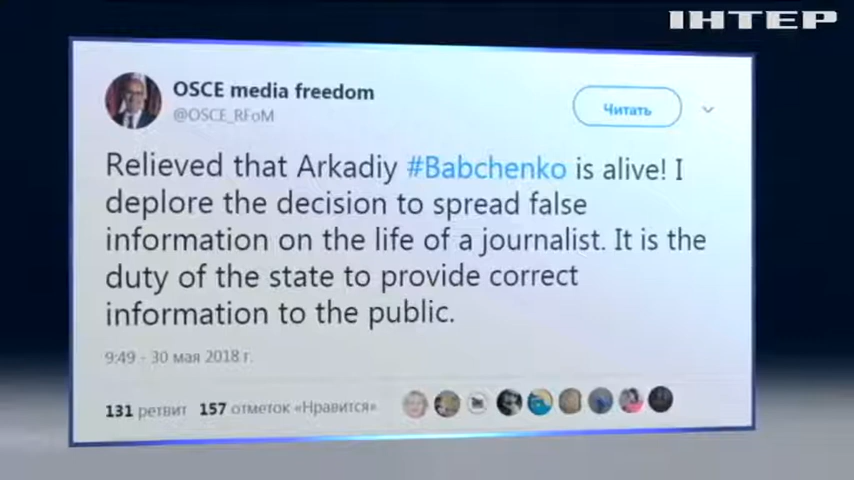 ІНТЕР
OSCE media freedom
@OSCE_RFoM
Читать
Relieved that Arkadiy #Babchenko is alive! I
deplore the decision to spread false
information on the life of a journalist. It is the
duty of the state to provide correct
information to the public.
9:49 - 30 мая 2018 г.
131 ретвит 157 отметок «Нравится»